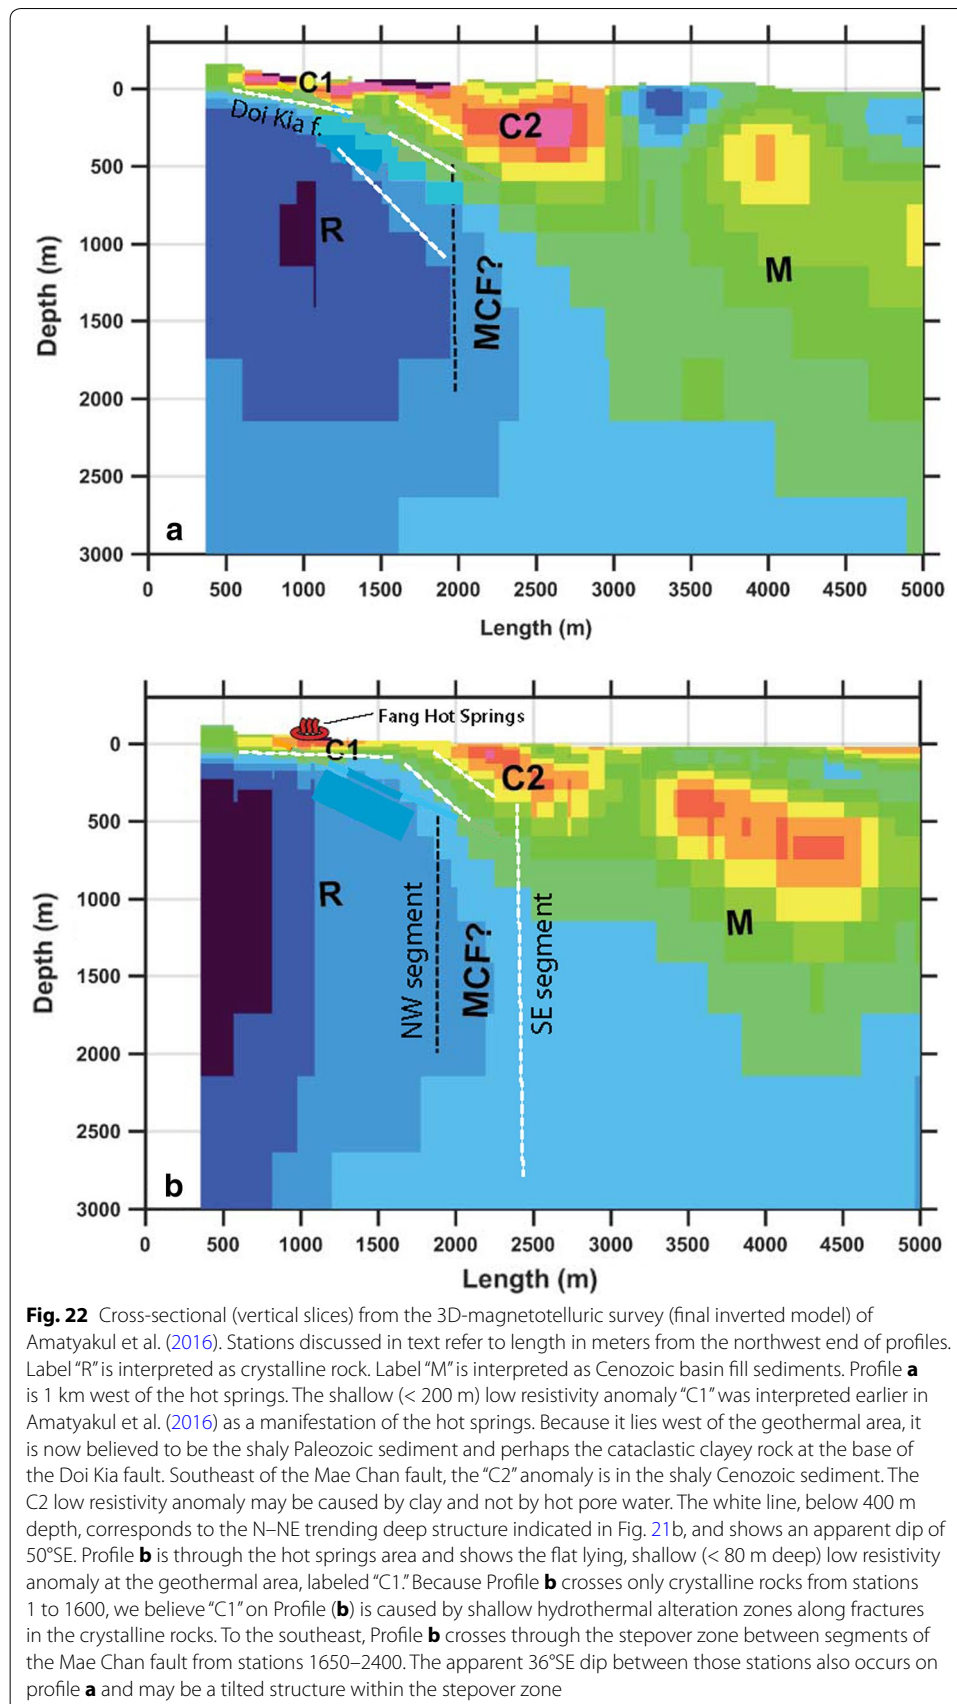 C1
C2
Doi Kia f.
R
MCF?
M
a
0
500
1000
1500
2000
2500
3000
Depth (m)
0 500 1000 1500 2000 2500 3000 3500 4000 4500 5000
Length (m)
Fang Hot Springs
C1
C2
R
NW segment
MCF?
SE segment
M
b
0
500
1000
1500
2000
2500
3000
Depth (m)
0 500 1000 1500 2000 2500 3000 3500 4000 4500 5000
Length (m)
Fig. 22 Cross-sectional (vertical slices) from the 3D-magnetotelluric survey (final inverted model) of
Amatyakul et al. (2016). Stations discussed in text refer to length in meters from the northwest end of profiles.
Label “R” is interpreted as crystalline rock. Label “M” is interpreted as Cenozoic basin fill sediments. Profile a
is 1 km west of the hot springs. The shallow (< 200 m) low resistivity anomaly “C1” was interpreted earlier in
Amatyakul et al. (2016) as a manifestation of the hot springs. Because it lies west of the geothermal area, it
is now believed to be the shaly Paleozoic sediment and perhaps the cataclastic clayey rock at the base of
the Doi Kia fault. Southeast of the Mae Chan fault, the “C2” anomaly is in the shaly Cenozoic sediment. The
C2 low resistivity anomaly may be caused by clay and not by hot pore water. The white line, below 400 m
depth, corresponds to the N–NE trending deep structure indicated in Fig. 21b, and shows an apparent dip of
50°SE. Profile b is through the hot springs area and shows the flat lying, shallow (< 80 m deep) low resistivity
anomaly at the geothermal area, labeled “C1.” Because Profile b crosses only crystalline rocks from stations
1 to 1600, we believe “C1” on Profile (b) is caused by shallow hydrothermal alteration zones along fractures
in the crystalline rocks. To the southeast, Profile b crosses through the stepover zone between segments of
the Mae Chan fault from stations 1650–2400. The apparent 36°SE dip between those stations also occurs on
profile a and may be a tilted structure within the stepover zone